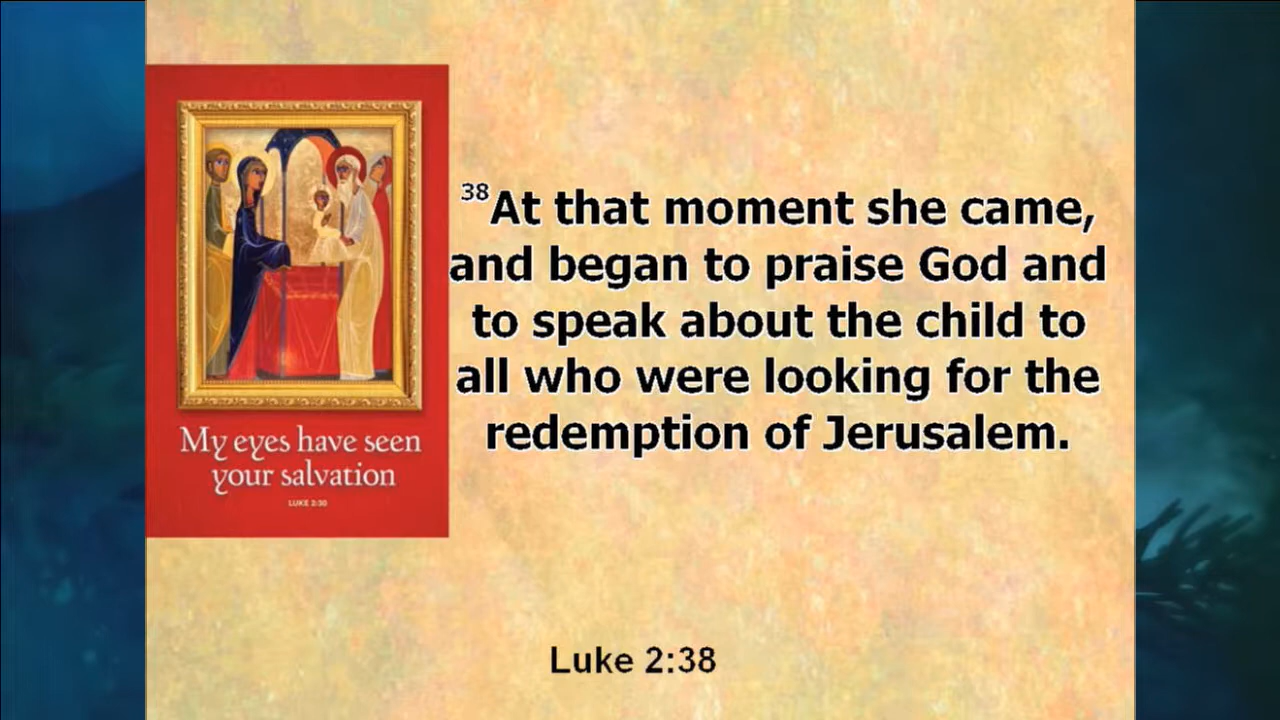 My eyes have seen
your salvation
LUKE 2:30
38At that moment she came,
and began to praise God and
to speak about the child to
all who were looking for the
redemption of Jerusalem.
Luke 2:38